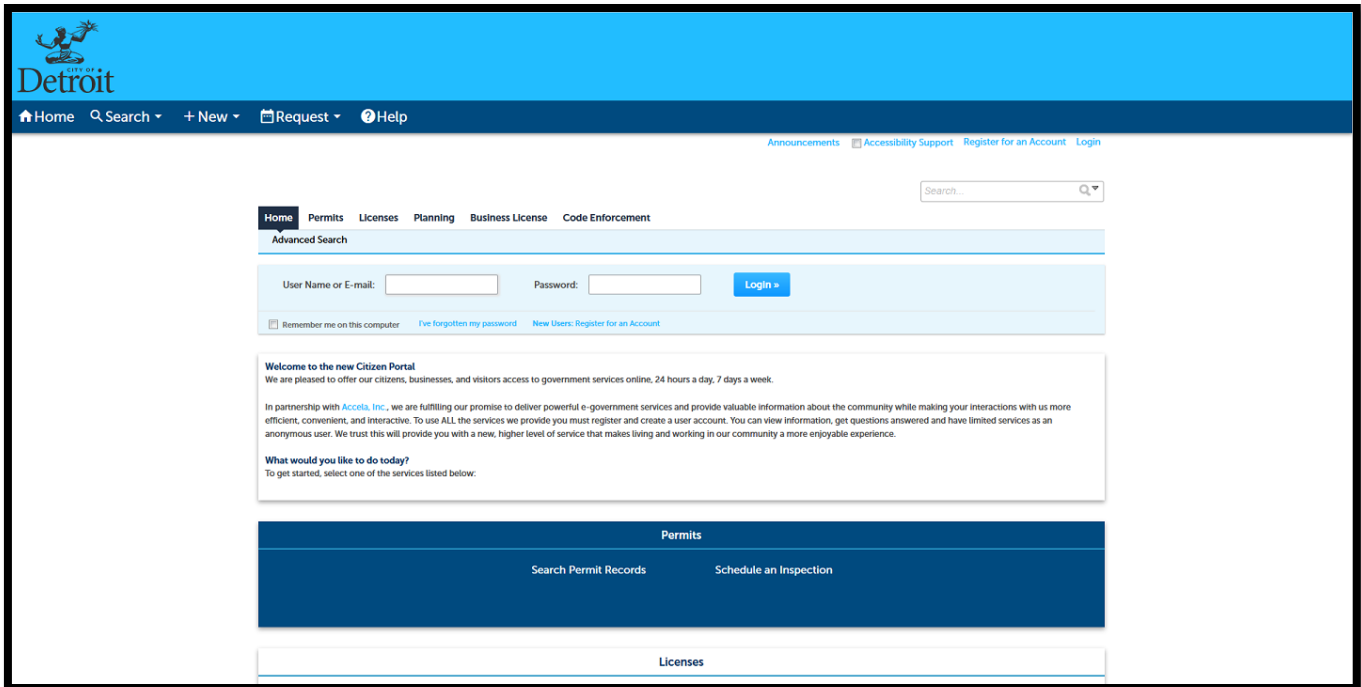 CITY OF
Detroit
Home Search New Request Help
Announcements Accessibility Support Register for an Account Login
Search...
Home Permits Licenses Planning Business License Code Enforcement
Advanced Search
User Name or E-mail: Password: Login »
Remember me on this computer I've forgotten my password New Users: Register for an Account
Welcome to the new Citizen Portal
We are pleased to offer our citizens, businesses, and visitors access to government services online, 24 hours a day, 7 days a week.
In partnership with Accela, Inc., we are fulfilling our promise to deliver powerful e-government services and provide valuable information about the community while making your interactions with us more
efficient, convenient, and interactive. To use ALL the services we provide you must register and create a user account. You can view information, get questions answered and have limited services as an
anonymous user. We trust this will provide you with a new, higher level of service that makes living and working in our community a more enjoyable experience.
What would you like to do today?
To get started, select one of the services listed below:
Permits
Search Permit Records Schedule an Inspection
Licenses